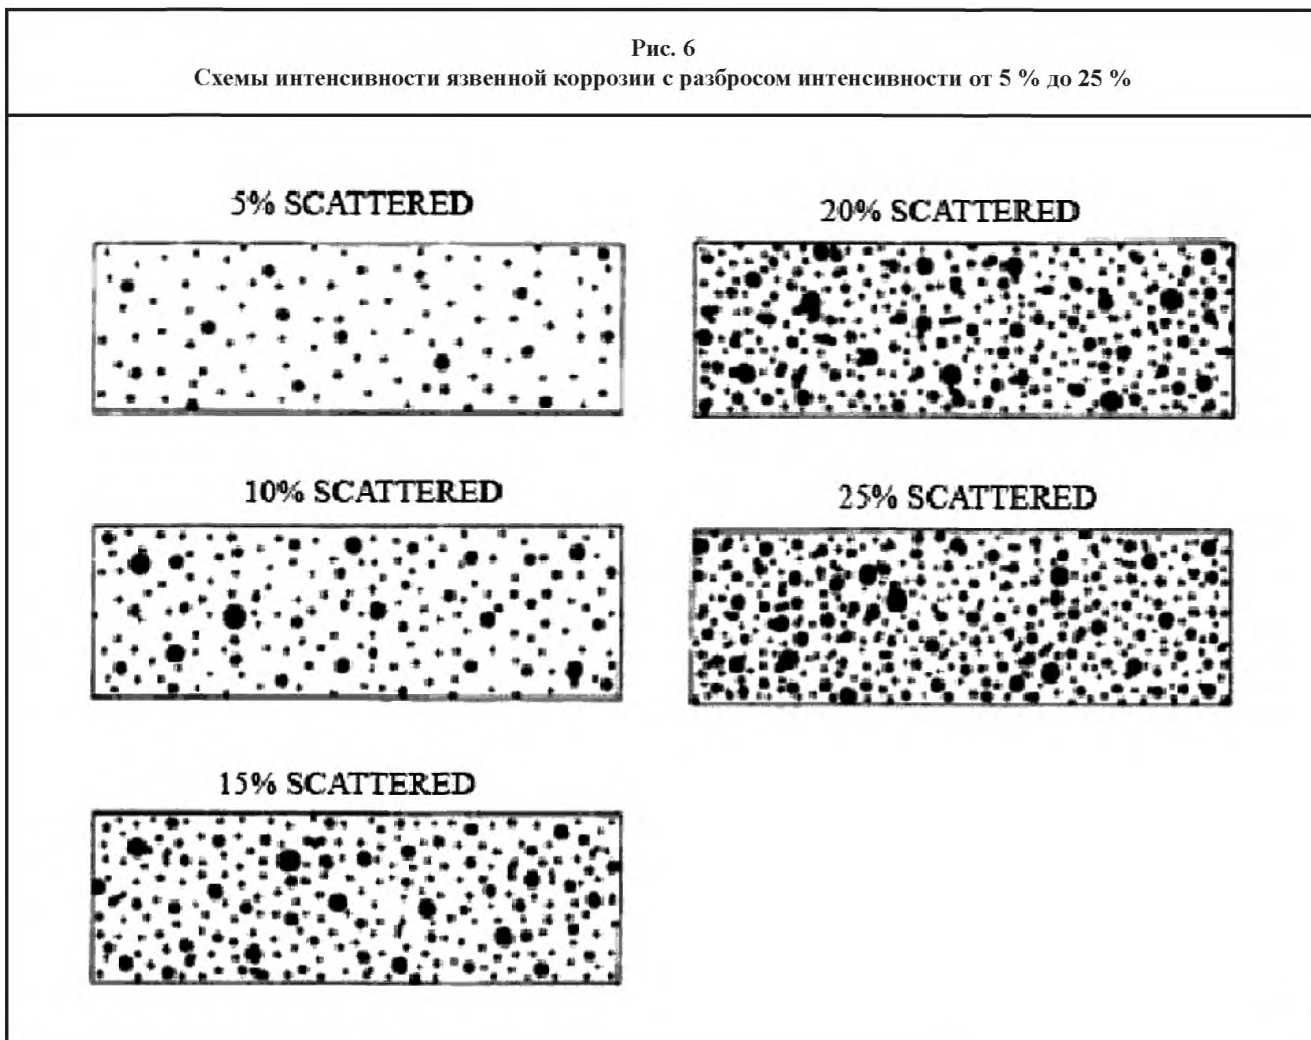 Рис. 6
Схемы интенсивности язвенной коррозии с разбросом интенсивности от 5 % до 25 %
5% SCATTERED
20% SCATTERED
10% SCATTERED
25% SCATTERED
15% SCATTERED